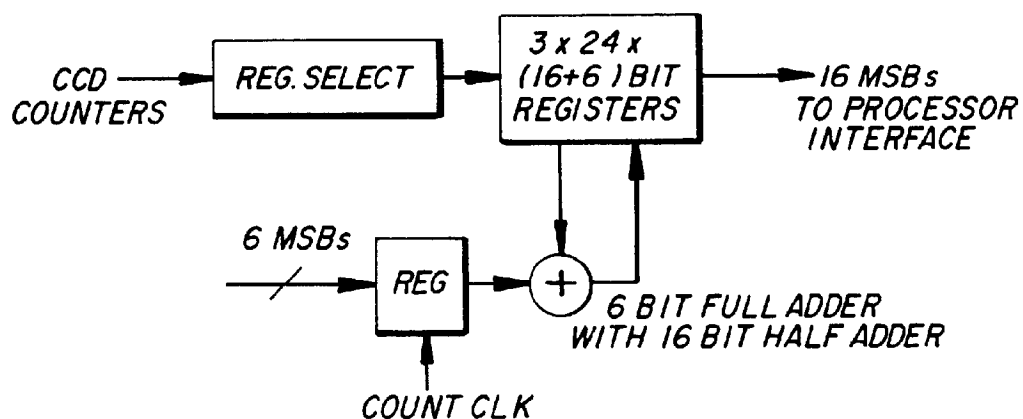 CCD
COUNTERS
REG. SELECT
3 x 24 x
(16+6) BIT
REGISTERS
16 MSBs
TO PROCESSOR
INTERFACE
6 MSBs
REG
+
6 BIT FULL ADDER
WITH 16 BIT HALF ADDER
COUNT CLK